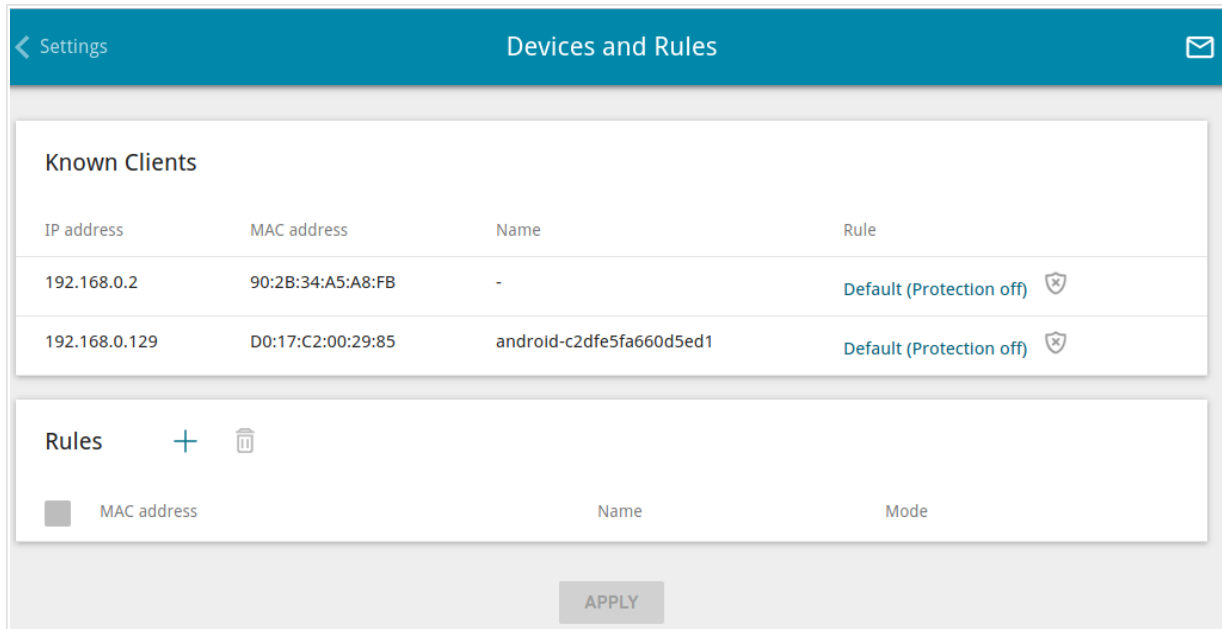 Settings Devices and Rules
Known Clients
IP address MAC address Name Rule
192.168.0.2 90:2B:34:A5:A8:FB - Default (Protection off)
192.168.0.129 D0:17:C2:00:29:85 android-c2dfe5fa660d5ed1 Default (Protection off)
Rules
MAC address Name Mode
APPLY